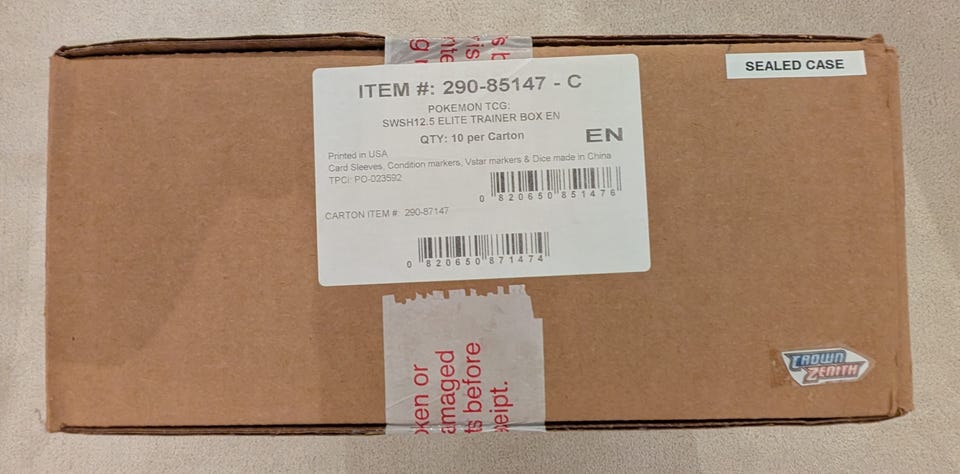 SEALED CASE
ITEM #: 290-85147 - C
POKEMON TCG:
SWSH12.5 ELITE TRAINER BOX EN
QTY: 10 per Carton
EN
Printed in USA
Card Sleeves, Condition markers, Vstar markers & Dice made in China
TPCi: PO-023592
0 820650 851476
CARTON ITEM #: 290-87147
0 820650 871474
CROWN
ZENITH
oken or
amaged
ts before
eipt.